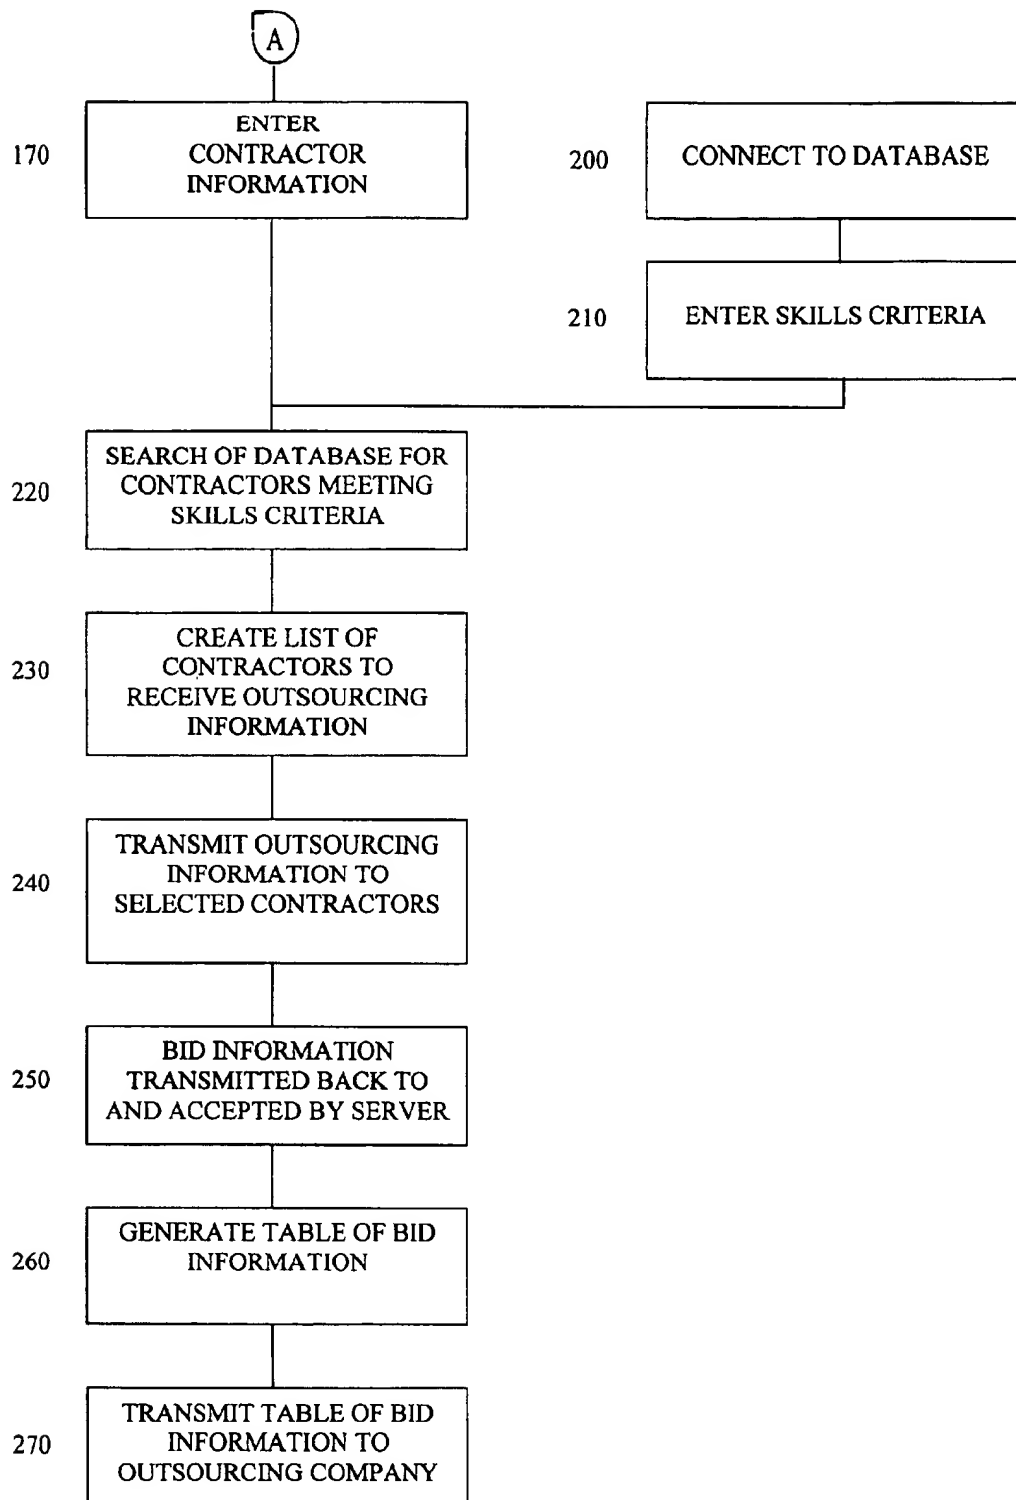 A
170
ENTER
CONTRACTOR
INFORMATION
200
CONNECT TO DATABASE
210
ENTER SKILLS CRITERIA
220
SEARCH OF DATABASE FOR
CONTRACTORS MEETING
SKILLS CRITERIA
230
CREATE LIST OF
CONTRACTORS TO
RECEIVE OUTSOURCING
INFORMATION
240
TRANSMIT OUTSOURCING
INFORMATION TO
SELECTED CONTRACTORS
250
BID INFORMATION
TRANSMITTED BACK TO
AND ACCEPTED BY SERVER
260
GENERATE TABLE OF BID
INFORMATION
270
TRANSMIT TABLE OF BID
INFORMATION TO
OUTSOURCING COMPANY